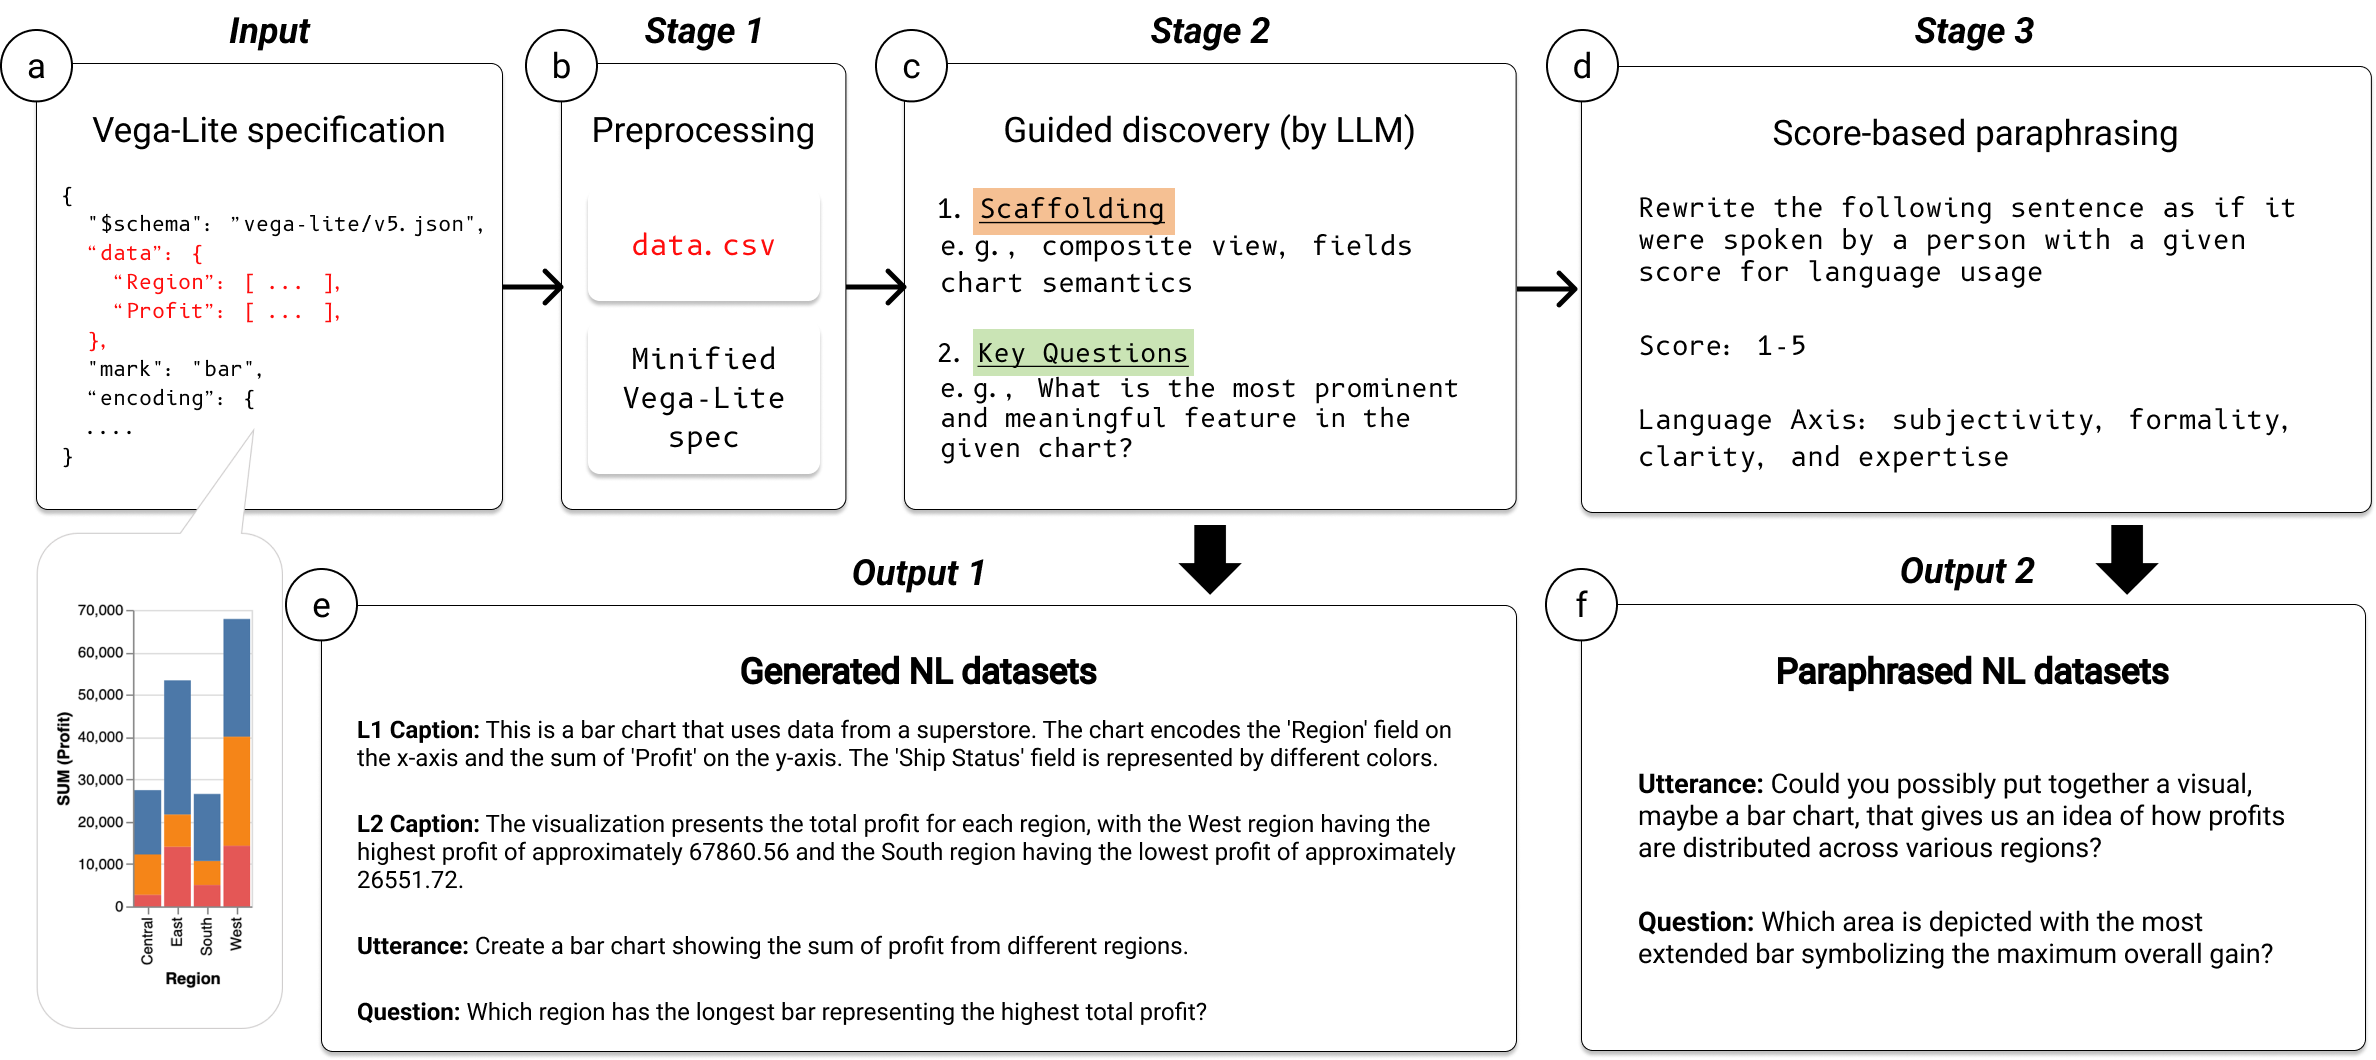 Input
a
Vega-Lite specification
{
"$schema": ”vega-lite/v5.json",
“data”: {
“Region”: [ ... ],
“Profit”: [ ... ],
},
"mark": "bar",
“encoding”: {
....
}
70,000
60,000
50,000
40,000
30,000
20,000
10,000
0
SUM (Profit)
Central
East
South
West
Region
Stage 1
b
Preprocessing
data.csv
Minified
Vega-Lite
spec
Stage 2
c
Guided discovery (by LLM)
1. Scaffolding
e.g., composite view, fields
chart semantics
2. Key Questions
e.g., What is the most prominent
and meaningful feature in the
given chart?
Stage 3
d
Score-based paraphrasing
Rewrite the following sentence as if it
were spoken by a person with a given
score for language usage
Score: 1-5
Language Axis: subjectivity, formality,
clarity, and expertise
Output 1
e
Generated NL datasets
L1 Caption: This is a bar chart that uses data from a superstore. The chart encodes the 'Region' field on
the x-axis and the sum of 'Profit' on the y-axis. The 'Ship Status' field is represented by different colors.
L2 Caption: The visualization presents the total profit for each region, with the West region having the
highest profit of approximately 67860.56 and the South region having the lowest profit of approximately
26551.72.
Utterance: Create a bar chart showing the sum of profit from different regions.
Question: Which region has the longest bar representing the highest total profit?
Output 2
f
Paraphrased NL datasets
Utterance: Could you possibly put together a visual,
maybe a bar chart, that gives us an idea of how profits
are distributed across various regions?
Question: Which area is depicted with the most
extended bar symbolizing the maximum overall gain?